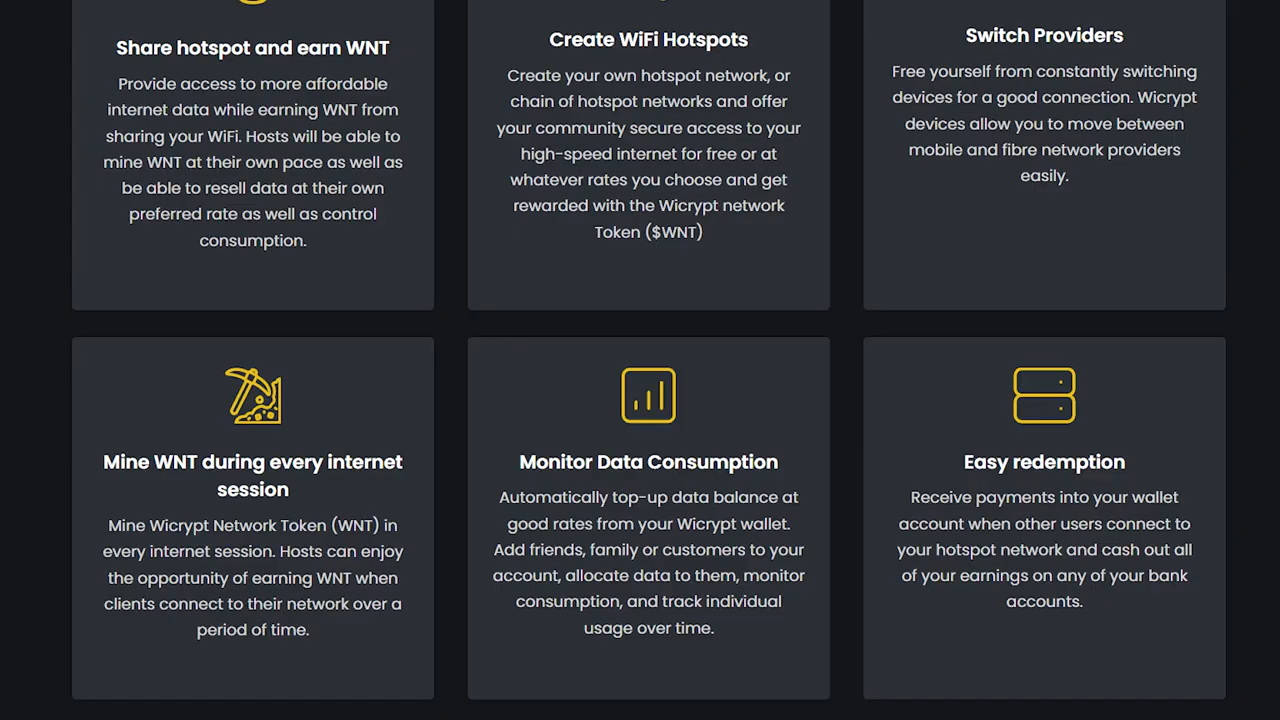 Share hotspot and earn WNT
Provide access to more affordable
internet data while earning WNT from
sharing your WiFi. Hosts will be able to
mine WNT at their own pace as well as
be able to resell data at their own
preferred rate as well as control
consumption.
Create WiFi Hotspots
Create your own hotspot network, or
chain of hotspot networks and offer
your community secure access to your
high-speed internet for free or at
whatever rates you choose and get
rewarded with the Wicrypt network
Token ($WNT)
Switch Providers
Free yourself from constantly switching
devices for a good connection. Wicrypt
devices allow you to move between
mobile and fibre network providers
easily.
Mine WNT during every internet
session
Mine Wicrypt Network Token (WNT) in
every internet session. Hosts can enjoy
the opportunity of earning WNT when
clients connect to their network over a
period of time.
Monitor Data Consumption
Automatically top-up data balance at
good rates from your Wicrypt wallet.
Add friends, family or customers to your
account, allocate data to them, monitor
consumption, and track individual
usage over time.
Easy redemption
Receive payments into your wallet
account when other users connect to
your hotspot network and cash out all
of your earnings on any of your bank
accounts.